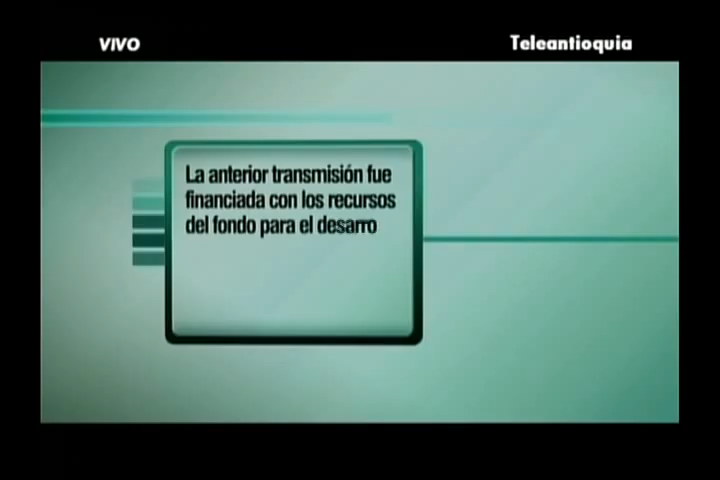 VIVO
Teleantioquia
La anterior transmisión fue
financiada con los recursos
del fondo para el desarro